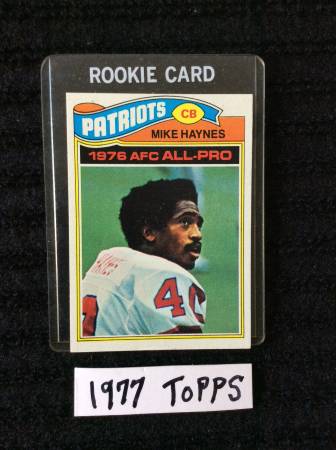 ROOKIE CARD
PATRIOTS CB
MIKE HAYNES
1976 AFC ALL-PRO
40
1977 TOPPS